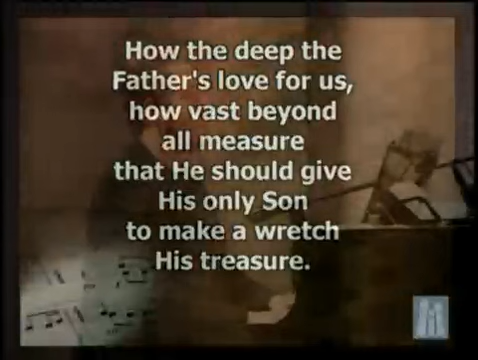 How the deep the
Father's love for us,
how vast beyond
all measure
that He should give
His only Son
to make a wretch
His treasure.